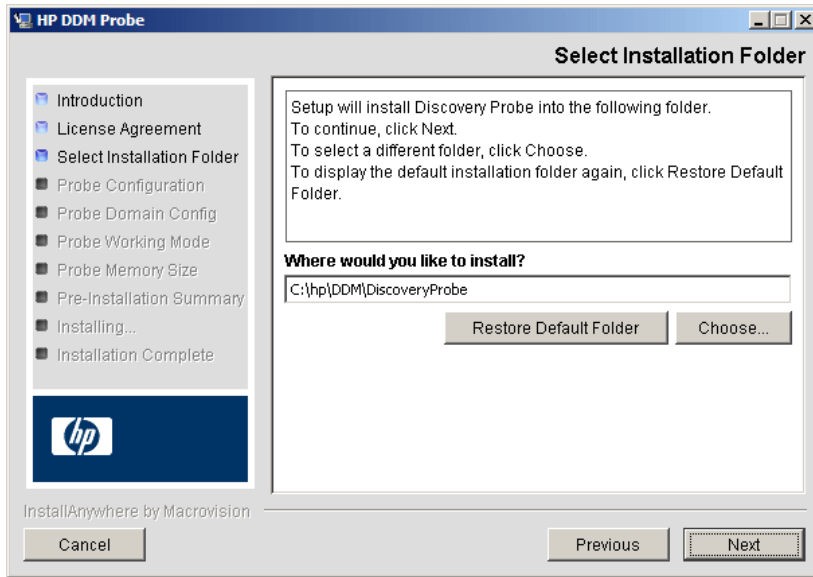 HP DDM Probe
Select Installation Folder
Introduction
License Agreement
Select Installation Folder
Probe Configuration
Probe Domain Config
Probe Working Mode
Probe Memory Size
Pre-Installation Summary
Installing...
Installation Complete
hp
Setup will install Discovery Probe into the following folder.
To continue, click Next.
To select a different folder, click Choose.
To display the default installation folder again, click Restore Default
Folder.
Where would you like to install?
C:\hp\DDM\DiscoveryProbe
Restore Default Folder
Choose...
InstallAnywhere by Macrovision
Cancel
Previous
Next